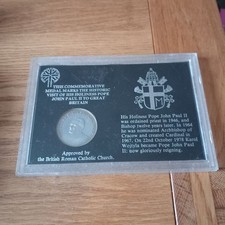 THIS COMMEMORATIVE
MEDAL MARKS THE HISTORIC
VISIT OF HIS HOLINESS POPE
JOHN PAUL II TO GREAT
BRITAIN
Approved by
the British Roman Catholic Church.
His Holiness Pope John Paul II
was ordained priest in 1946, and
Bishop twelve years later. In 1964
he was nominated Archbishop of
Cracow and created Cardinal in
1967. On 22nd October 1978 Karol
Wojtyla became Pope John Paul
II; now gloriously reigning.